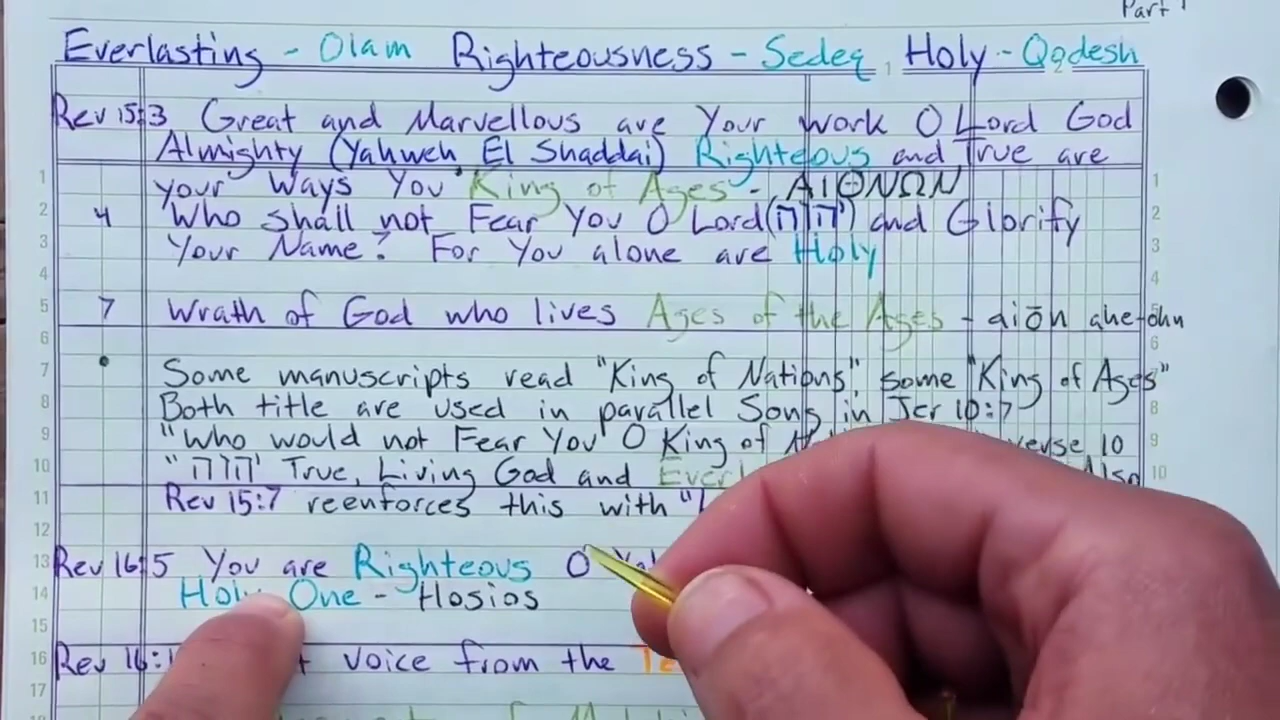 Part 1
Everlasting - Olam Righteousness - Sedeq Holy - Qodesh
Rev 15:3 Great and Marvellous are Your work O Lord God
Almighty (Yahweh El Shaddai) Righteous and True are
1 your Ways You King of Ages - ΑΙΟΝΩΝ 1
2 4 Who shall not Fear You O Lord (יהוה) and Glorify 2
3 Your Name? For You alone are Holy 3
4 4
5 7 Wrath of God who lives Ages of the Ages - aiōn ahe-ohn 5
6 6
7 • Some manuscripts read "King of Nations" some "King of Ages"
8 Both title are used in parallel Song in Jer 10:7 8
9 "Who would not Fear You O King of verse 10 9
10 "יהוה True, Living God and Also 10
11 Rev 15:7 reenforces this with
12
13 Rev 16:5 You are Righteous O
14 Holy One - Hosios
15
16 Rev 16: voice from the
17